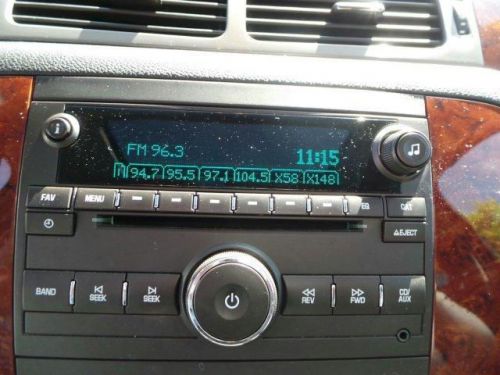 FM 96.3 11:15
94.7 95.5 97.1 104.5 X58 X148
FAV MENU EQ CAT
EJECT
BAND SEEK SEEK REV FWD CD/
AUX